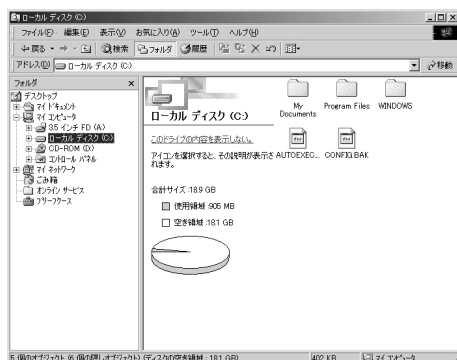 ローカル ディスク (C:)
ファイル(F) 編集(E) 表示(V) お気に入り(A) ツール(T) ヘルプ(H)
戻る 検索 フォルダ 履歴
アドレス(D) ローカル ディスク (C:) 移動
フォルダ
デスクトップ
マイ ドキュメント
マイ コンピュータ
3.5 インチ FD (A:)
ローカル ディスク (C:)
CD-ROM (D:)
コントロール パネル
マイ ネットワーク
ごみ箱
オンライン サービス
ブリーフケース
ローカル ディスク (C:)
このドライブの内容を表示しない。
アイコンを選択すると、その説明が表示されます。
合計サイズ: 18.9 GB
使用領域: 905 MB
空き領域: 18.1 GB
My Documents
Program Files
WINDOWS
AUTOEXEC...
CONFIG.BAK
5 個のオブジェクト (6 個の隠しオブジェクト) (ディスクの空き領域 : 18.1 GB) 402 KB マイ コンピュータ